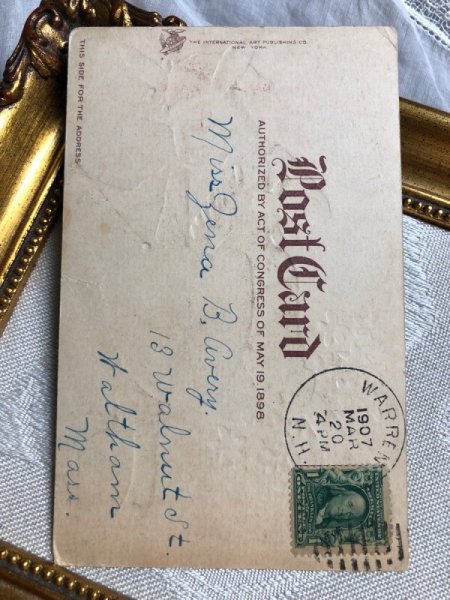 THE INTERNATIONAL ART PUBLISHING CO.
NEW YORK.
Post Card
AUTHORIZED BY ACT OF CONGRESS OF MAY 19, 1898
THIS SIDE FOR THE ADDRESS
WARREN
1907
MAR
20
4 PM
N.H.
Miss Zena B. Avery.
13 Walnut St.
Waltham
Mass.